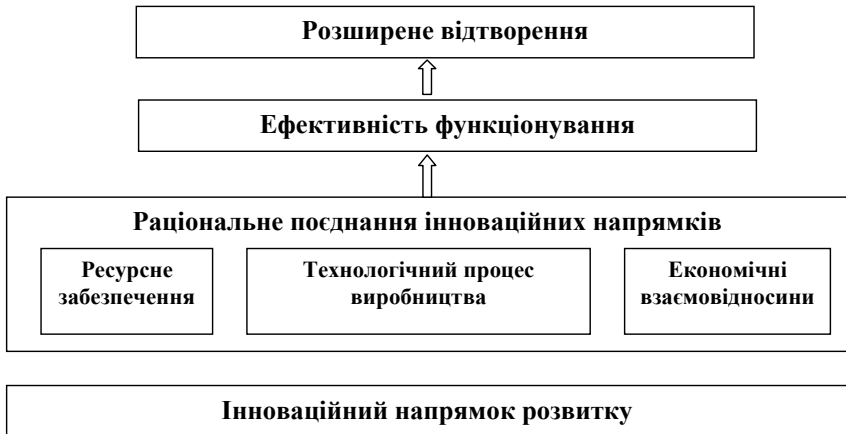 Розширене відтворення
Ефективність функціонування
Раціональне поєднання інноваційних напрямків
Ресурсне
забезпечення
Технологічний процес
виробництва
Економічні
взаємовідносини
Інноваційний напрямок розвитку